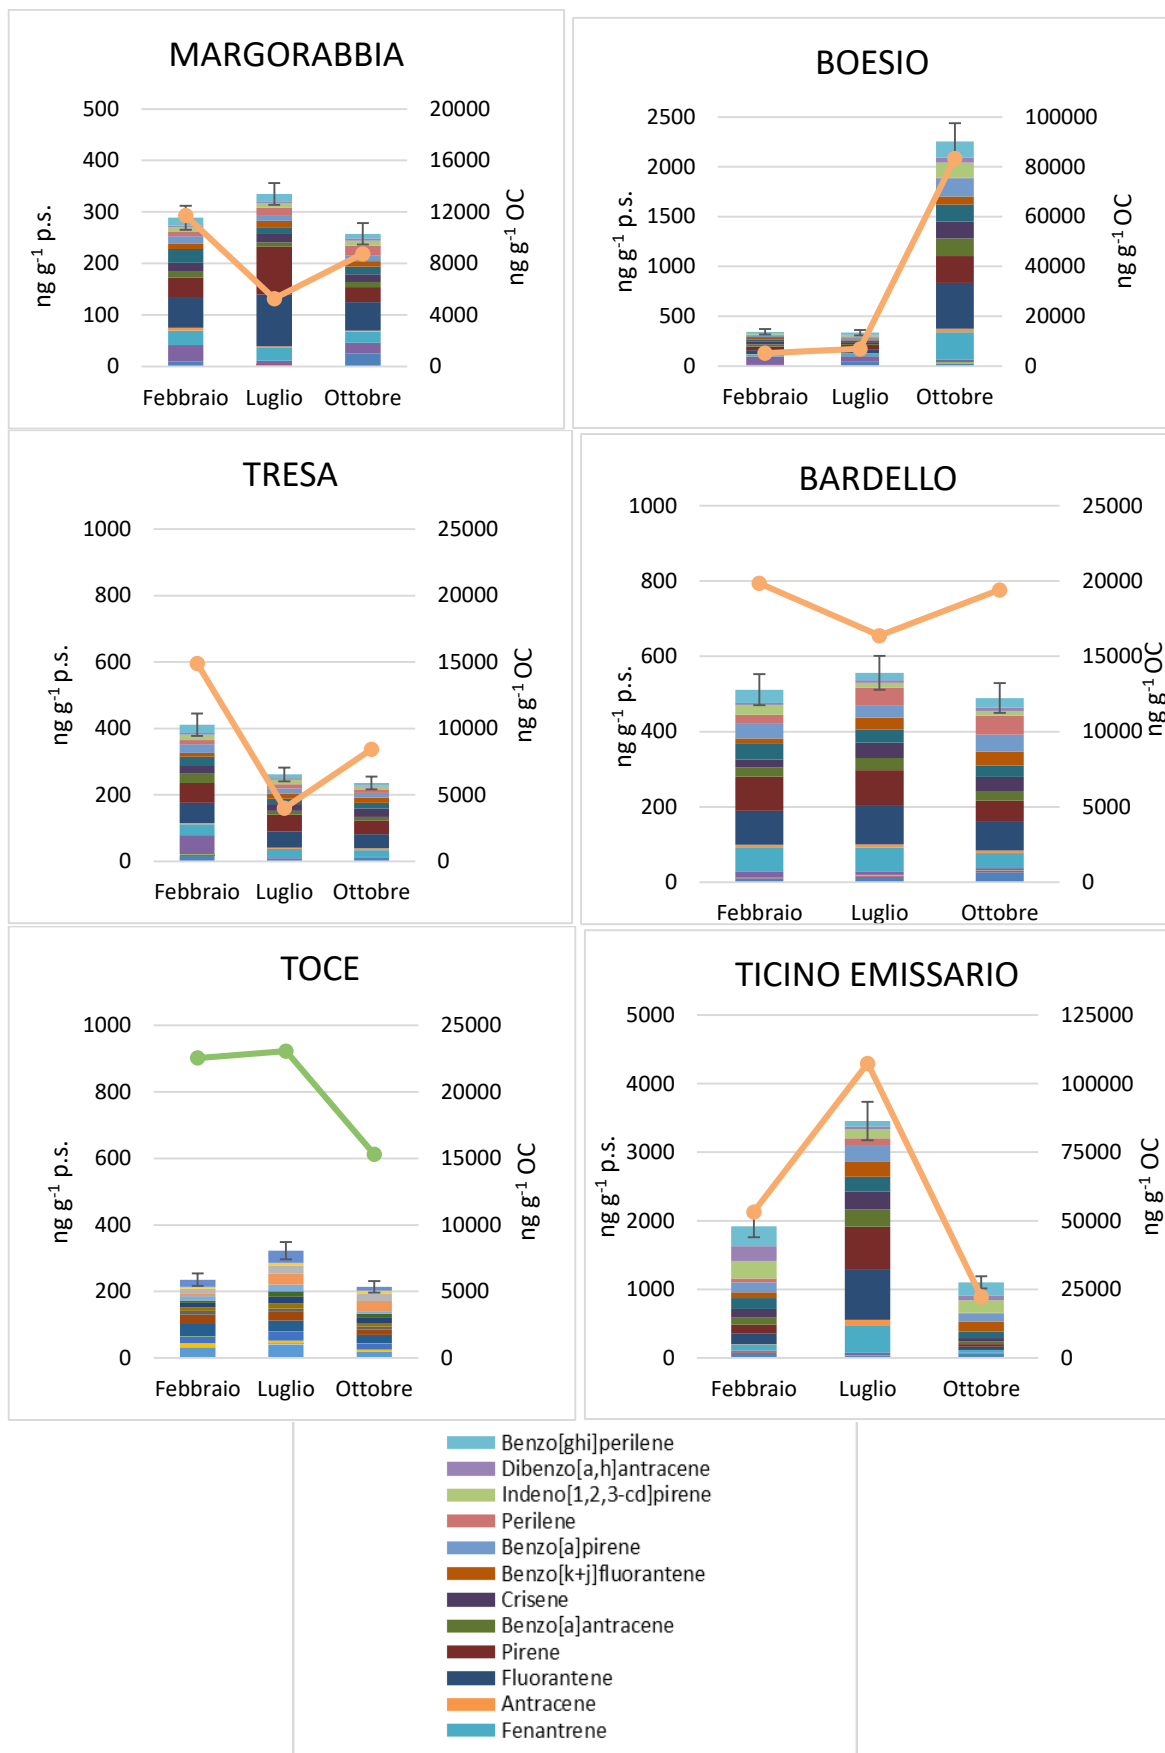 MARGORABBIA
500
400
300
200
100
0
20000
16000
12000
8000
4000
0
ng g-1 p.s.
ng g-1 OC
Febbraio Luglio Ottobre
BOESIO
2500
2000
1500
1000
500
0
100000
80000
60000
40000
20000
0
ng g-1 p.s.
ng g-1 OC
Febbraio Luglio Ottobre
TRESA
1000
800
600
400
200
0
25000
20000
15000
10000
5000
0
ng g-1 p.s.
ng g-1 OC
Febbraio Luglio Ottobre
BARDELLO
1000
800
600
400
200
0
25000
20000
15000
10000
5000
0
ng g-1 p.s.
ng g-1 OC
Febbraio Luglio Ottobre
TOCE
1000
800
600
400
200
0
25000
20000
15000
10000
5000
0
ng g-1 p.s.
ng g-1 OC
Febbraio Luglio Ottobre
TICINO EMISSARIO
5000
4000
3000
2000
1000
0
125000
100000
75000
50000
25000
0
ng g-1 p.s.
ng g-1 OC
Febbraio Luglio Ottobre
Benzo[ghi]perilene
Dibenzo[a,h]antracene
Indeno[1,2,3-cd]pirene
Perilene
Benzo[a]pirene
Benzo[k+j]fluorantene
Crisene
Benzo[a]antracene
Pirene
Fluorantene
Antracene
Fenantrene